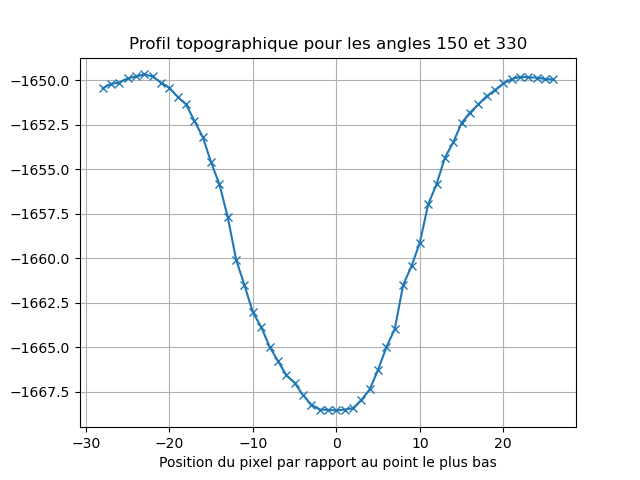 Profil topographique pour les angles 150 et 330
−1650.0
−1652.5
−1655.0
−1657.5
−1660.0
−1662.5
−1665.0
−1667.5
−30 −20 −10 0 10 20
Position du pixel par rapport au point le plus bas